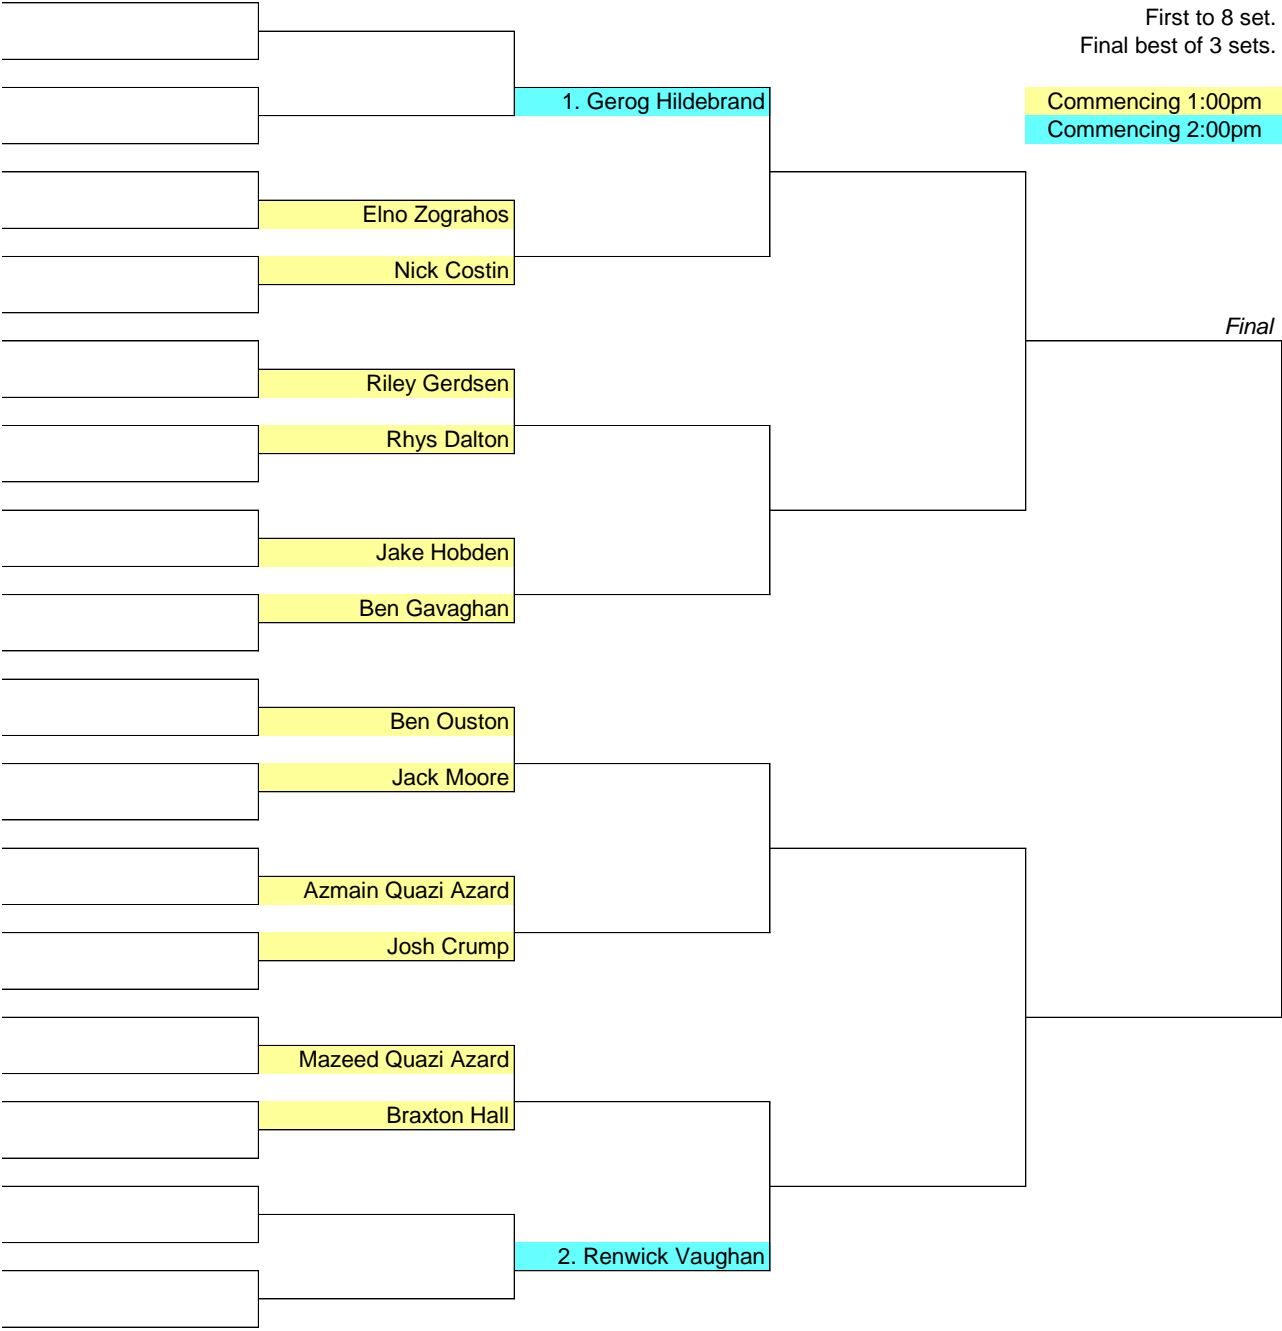 First to 8 set.
Final best of 3 sets.
1. Gerog Hildebrand
Commencing 1:00pm
Commencing 2:00pm
Elno Zograhos
Nick Costin
Final
Riley Gerdsen
Rhys Dalton
Jake Hobden
Ben Gavaghan
Ben Ouston
Jack Moore
Azmain Quazi Azard
Josh Crump
Mazeed Quazi Azard
Braxton Hall
2. Renwick Vaughan